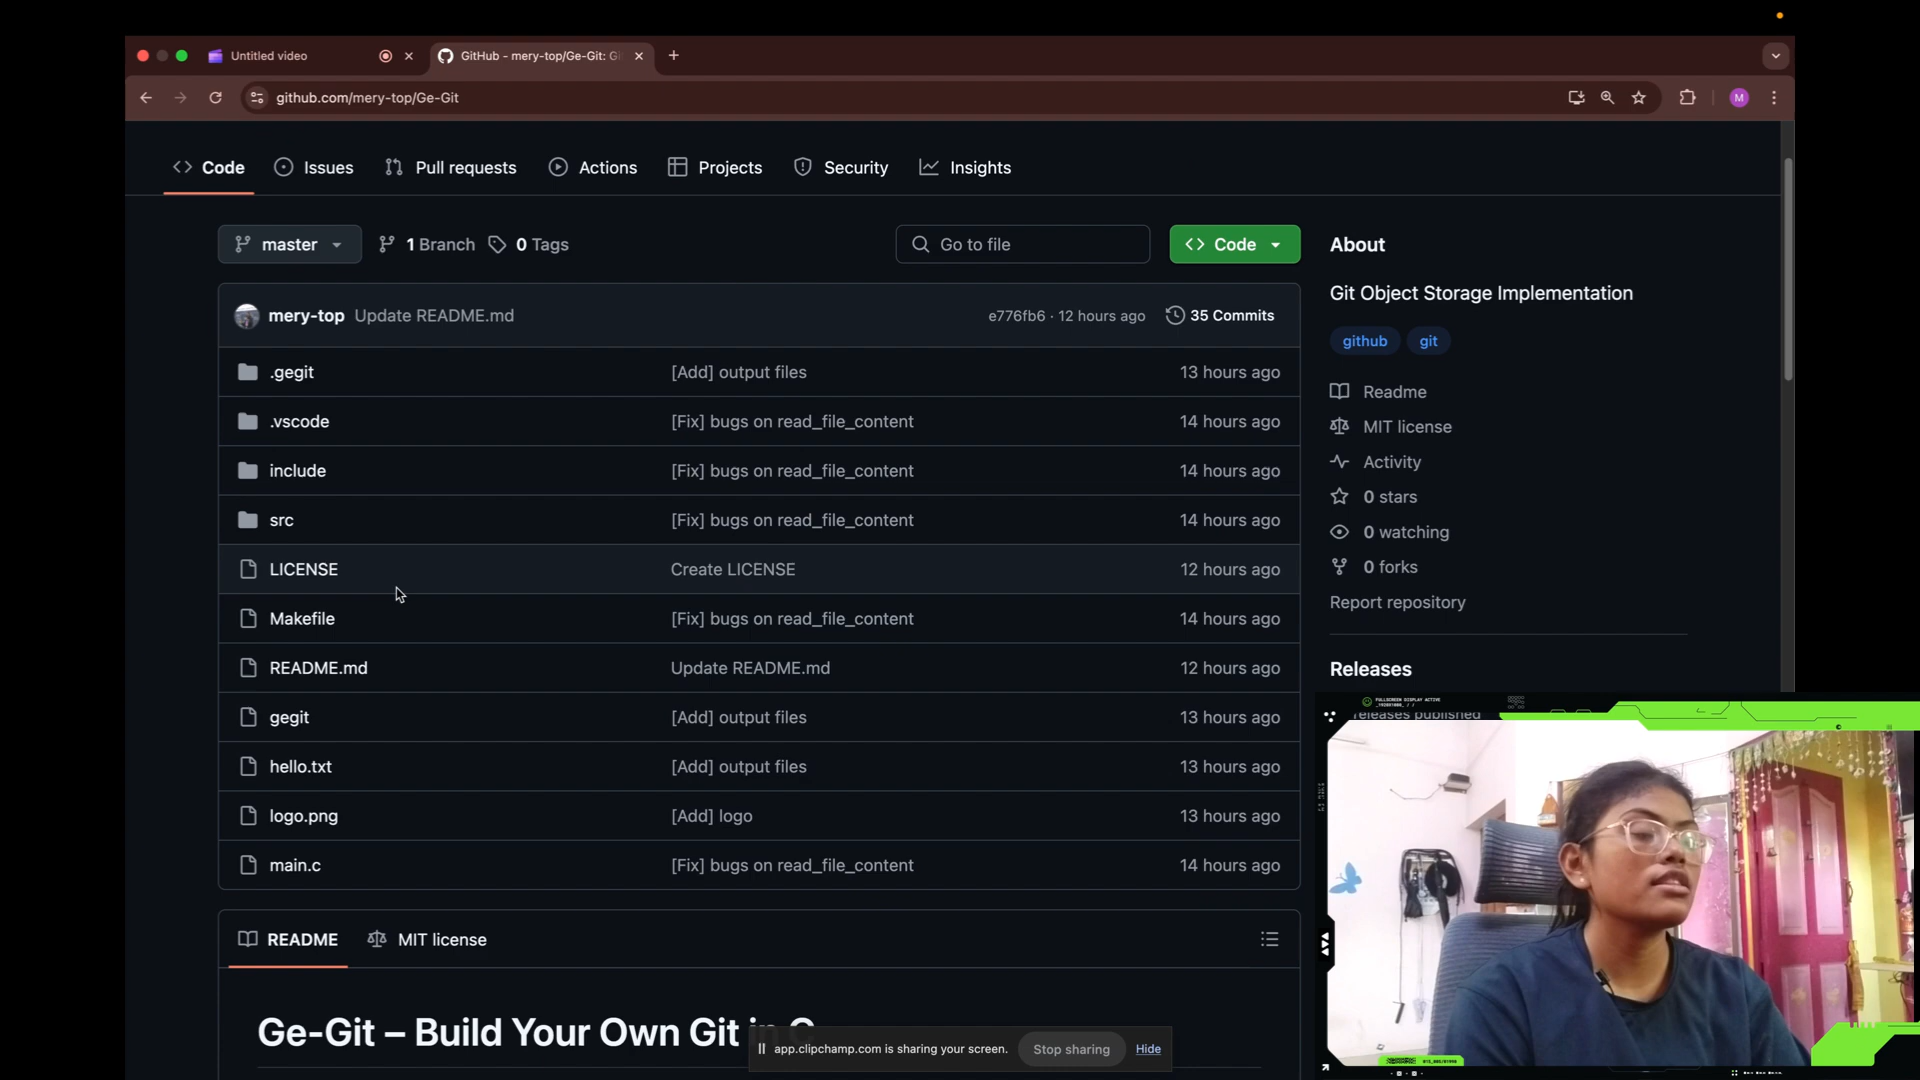 Untitled video
GitHub - mery-top/Ge-Git: Gi
github.com/mery-top/Ge-Git
M
Code
Issues
Pull requests
Actions
Projects
Security
Insights
master
1 Branch
0 Tags
Go to file
Code
About
Git Object Storage Implementation
mery-top Update README.md e776fb6 · 12 hours ago 35 Commits
github git
.gegit [Add] output files 13 hours ago
.vscode [Fix] bugs on read_file_content 14 hours ago
include [Fix] bugs on read_file_content 14 hours ago
src [Fix] bugs on read_file_content 14 hours ago
LICENSE Create LICENSE 12 hours ago
Makefile [Fix] bugs on read_file_content 14 hours ago
README.md Update README.md 12 hours ago
gegit [Add] output files 13 hours ago
hello.txt [Add] output files 13 hours ago
logo.png [Add] logo 13 hours ago
main.c [Fix] bugs on read_file_content 14 hours ago
Readme
MIT license
Activity
0 stars
0 watching
0 forks
Report repository
Releases
releases published
FULLSCREEN DISPLAY ACTIVE
README
MIT license
Ge-Git – Build Your Own Git in C
app.clipchamp.com is sharing your screen.
Stop sharing
Hide